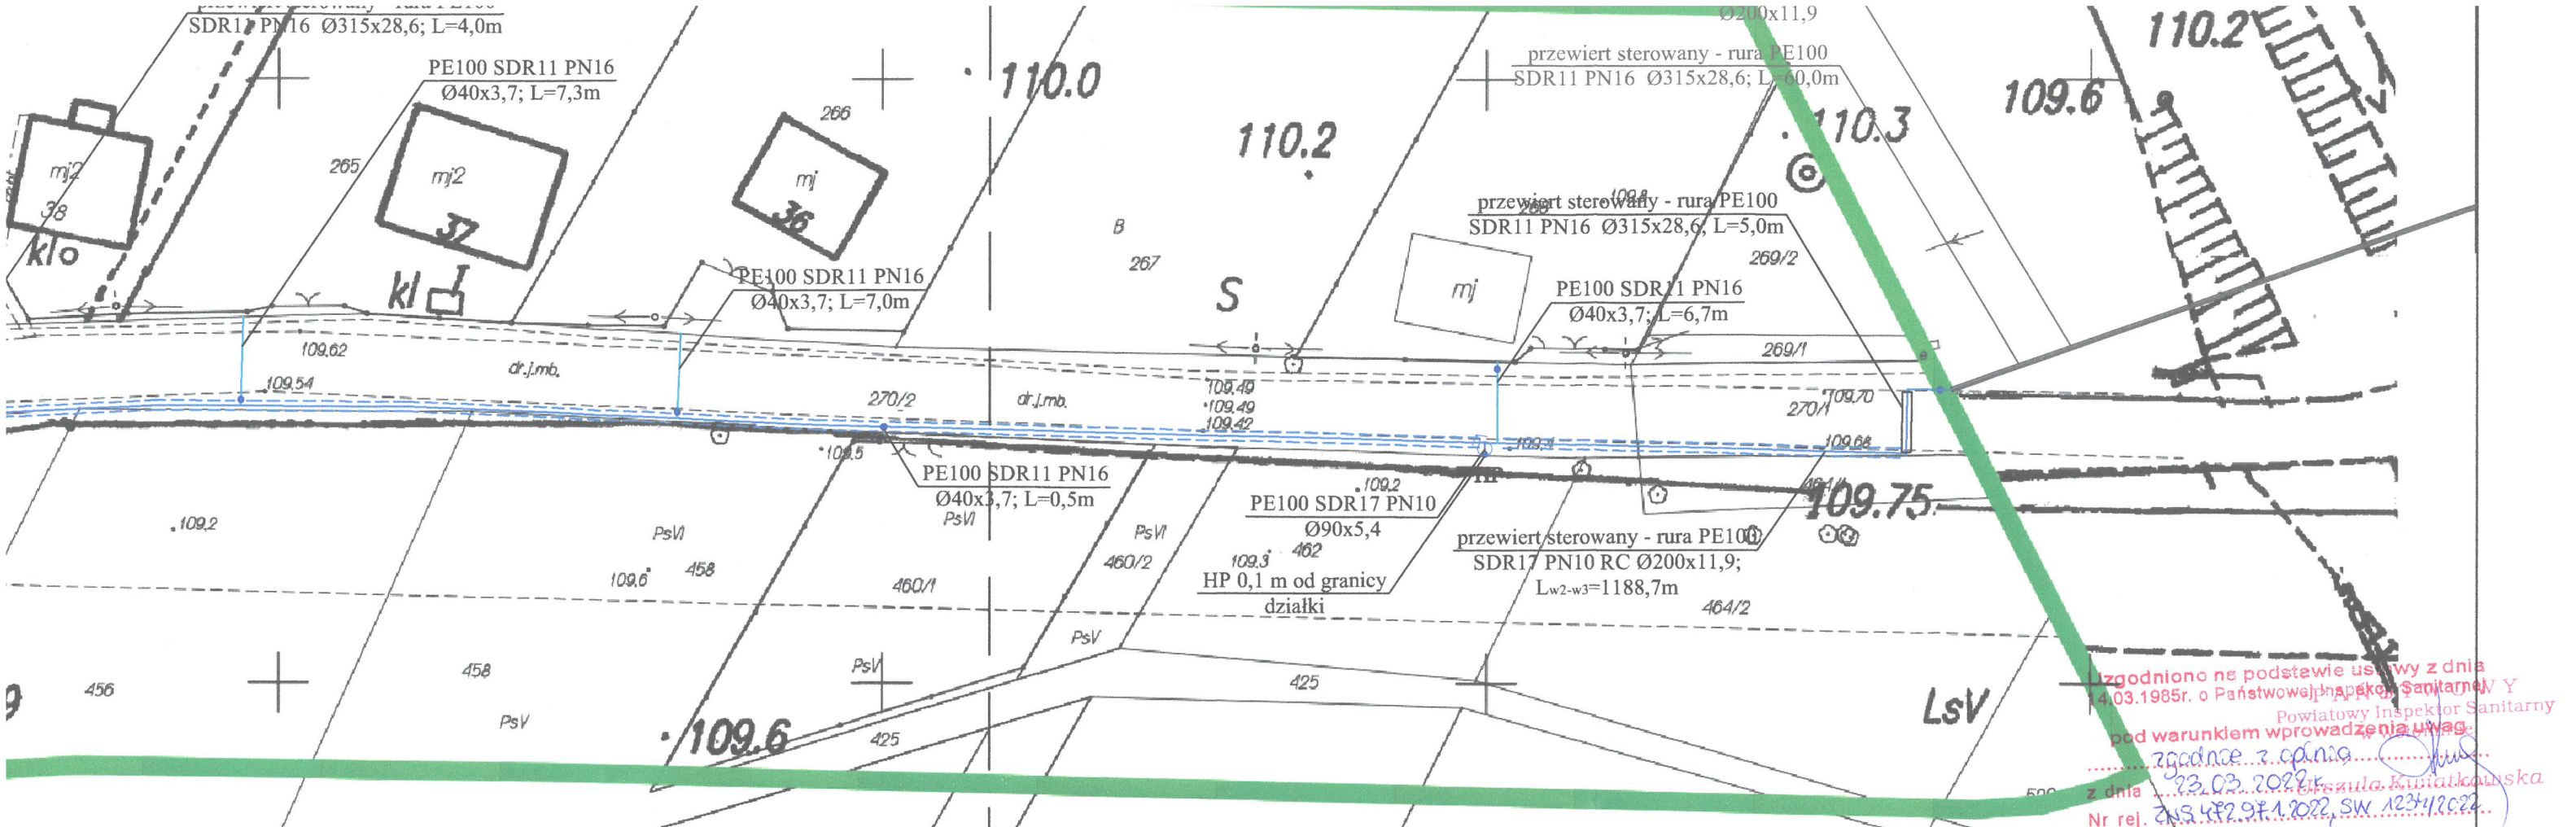 SDR11 PN16 Ø315x28,6; L=4,0m
PE100 SDR11 PN16
Ø40x3,7; L=7,3m
Ø200x11,9
przewiert sterowany - rura PE100
SDR11 PN16 Ø315x28,6; L=60,0m
110.0
110.2
110.3
109.6
110.2
266
265
mj2
38
klo
mj2
37
kl
mj
36
B
267
S
przewiert sterowany - rura PE100
SDR11 PN16 Ø315x28,6; L=5,0m
109.8
269/2
mj
PE100 SDR11 PN16
Ø40x3,7; L=7,0m
PE100 SDR11 PN16
Ø40x3,7; L=6,7m
269/1
109.62
dr.j.mb.
109.54
270/2
dr.j.mb.
109.49
109.49
109.42
109.70
270/1
109.68
109.5
PE100 SDR11 PN16
Ø40x3,7; L=0,5m
109.2
PE100 SDR17 PN10
Ø90x5,4
109.75
109.2
PsVI
PsVI
PsVI
109.6
458
460/1
460/2
109.3
462
HP 0,1 m od granicy
działki
przewiert sterowany - rura PE100
SDR17 PN10 RC Ø200x11,9;
Lw2-w3=1188,7m
464/2
PsV
PsV
456
458
PsV
425
425
109.6
LsV
Uzgodniono na podstawie ustawy z dnia
14.03.1985r. o Państwowej Inspekcji Sanitarnej
Powiatowy Inspektor Sanitarny
pod warunkiem wprowadzenia uwag
zgodnie z opinią
z dnia 23.03.2022r.
Urszula Kwiatkowska
Nr rej.